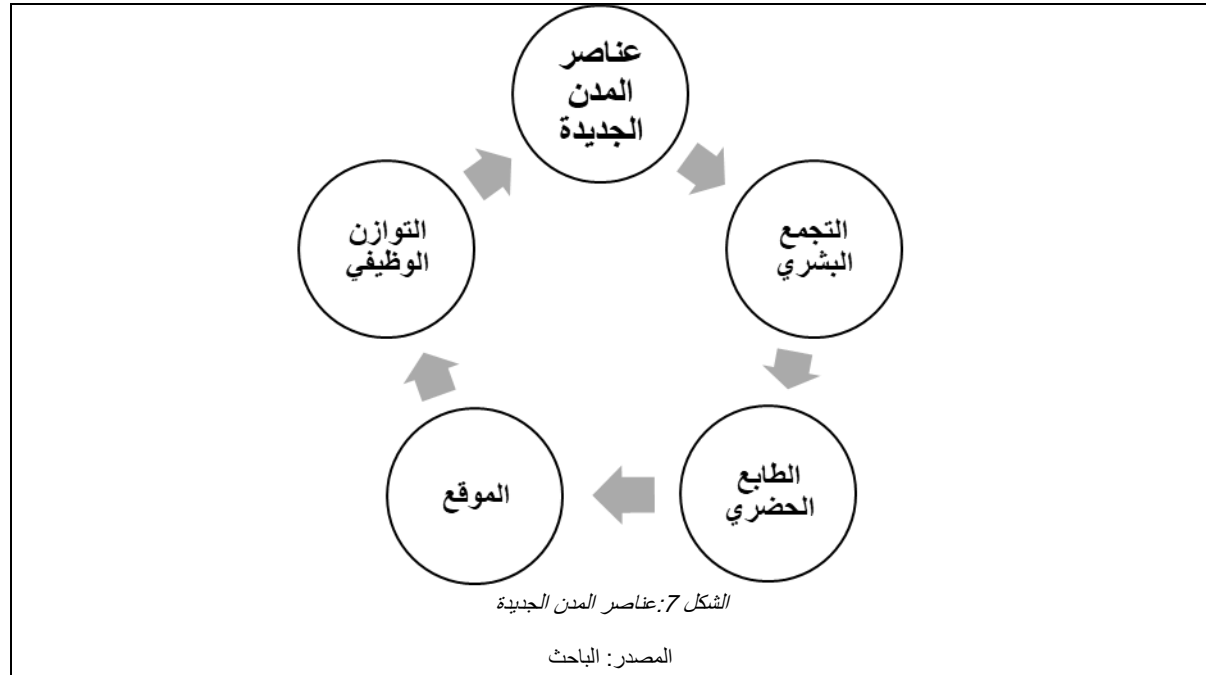 عناصر
المدن
الجديدة
التجمع
البشري
الطابع
الحضري
الموقع
التوازن
الوظيفي
الشكل 7:عناصر المدن الجديدة
المصدر: الباحث